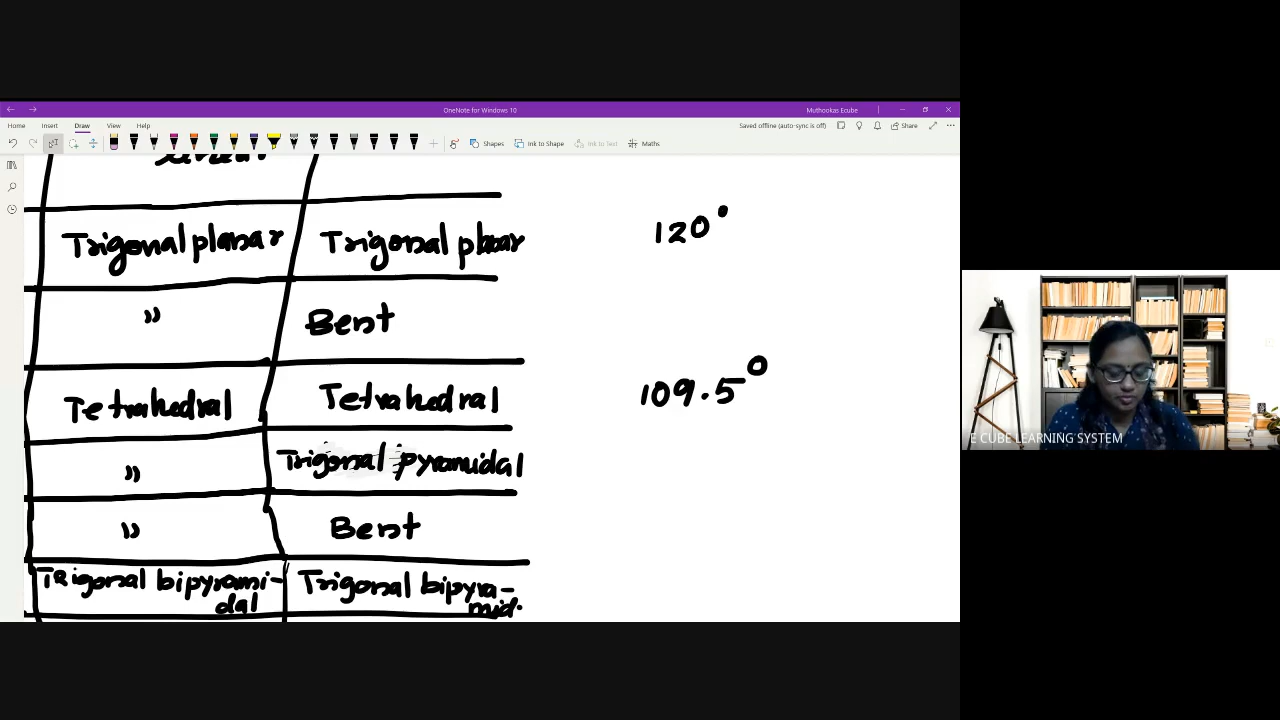 OneNote for Windows 10
Muthookas Ecube
Home Insert Draw View Help
Saved offline (auto-sync is off)
Share
Shapes Ink to Shape Ink to Text Maths
Trigonal planar Trigonal planar 120°
" Bent
Tetrahedral Tetrahedral 109.5°
" Trigonal pyramidal
" Bent
Trigonal bipyrami- Trigonal bipyra-
dal mid.
E CUBE LEARNING SYSTEM